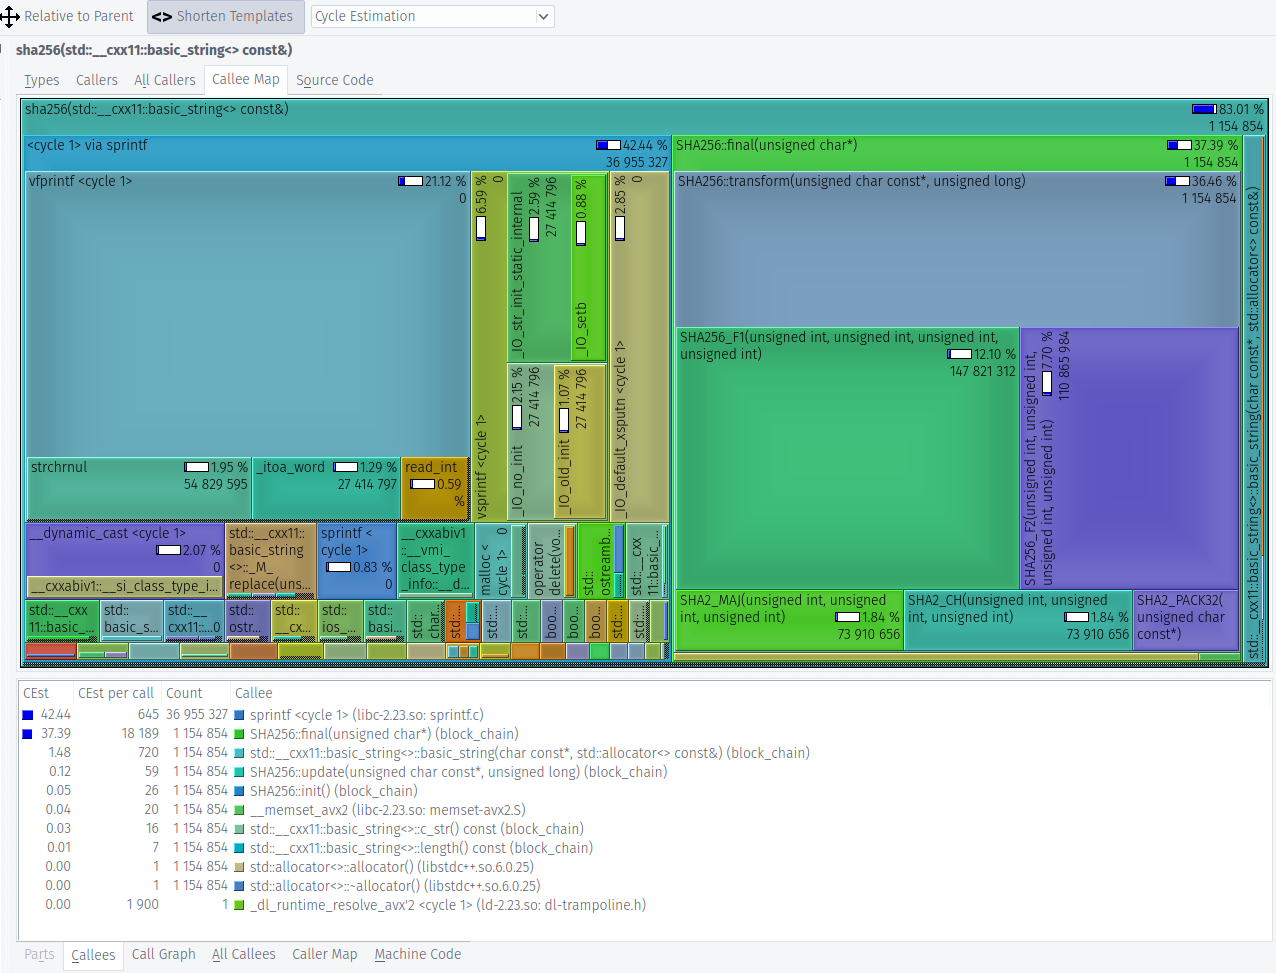 Relative to Parent
<> Shorten Templates
Cycle Estimation
sha256(std::__cxx11::basic_string<> const&)
Types
Callers
All Callers
Callee Map
Source Code
sha256(std::__cxx11::basic_string<> const&)
83.01 %
1 154 854
<cycle 1> via sprintf
42.44 %
36 955 327
SHA256::final(unsigned char*)
37.39 %
1 154 854
vfprintf <cycle 1>
21.12 %
0
vsprintf <cycle 1>
6.59 %
0
_IO_str_init_static_internal
2.59 %
27 414 796
_IO_setb
0.88 %
_IO_no_init
2.15 %
27 414 796
_IO_old_init
1.07 %
27 414 796
_IO_default_xsputn <cycle 1>
2.85 %
0
SHA256::transform(unsigned char const*, unsigned long)
36.46 %
1 154 854
std::__cxx11::basic_string<>::basic_string(char const*, std::allocator<> const&)
SHA256_F1(unsigned int, unsigned int, unsigned int,
unsigned int)
12.10 %
147 821 312
SHA256_F2(unsigned int, unsigned int,
unsigned int, unsigned int)
7.70 %
110 865 984
strchrnul
1.95 %
54 829 595
_itoa_word
1.29 %
27 414 797
read_int
0.59
%
__dynamic_cast <cycle 1>
2.07 %
0
__cxxabiv1::__si_class_type_i...
std::__cxx11::
basic_string
<>::_M_
replace(uns...
sprintf <
cycle 1>
0.83 %
0
__cxxabiv1
::__vmi_
class_type
_info::__d...
malloc <
cycle 1>
0
operator
delete(vo...
std::
ostreamb...
std::__cxx
11::basic_...
std::__cxx
11::basic_...
std::
basic_s...
std::__
cxx11::...0
std::
ostr...
std::
__cx...
std::
ios_...
std::
basi...
std::
char...
std::...
std::...
std::...
boo...
boo...
boo...
std::...
std::..
SHA2_MAJ(unsigned int, unsigned
int, unsigned int)
1.84 %
73 910 656
SHA2_CH(unsigned int, unsigned
int, unsigned int)
1.84 %
73 910 656
SHA2_PACK32(
unsigned char
const*)
CEst CEst per call Count Callee
42.44 645 36 955 327 sprintf <cycle 1> (libc-2.23.so: sprintf.c)
37.39 18 189 1 154 854 SHA256::final(unsigned char*) (block_chain)
1.48 720 1 154 854 std::__cxx11::basic_string<>::basic_string(char const*, std::allocator<> const&) (block_chain)
0.12 59 1 154 854 SHA256::update(unsigned char const*, unsigned long) (block_chain)
0.05 26 1 154 854 SHA256::init() (block_chain)
0.04 20 1 154 854 __memset_avx2 (libc-2.23.so: memset-avx2.S)
0.03 16 1 154 854 std::__cxx11::basic_string<>::c_str() const (block_chain)
0.01 7 1 154 854 std::__cxx11::basic_string<>::length() const (block_chain)
0.00 1 1 154 854 std::allocator<>::allocator() (libstdc++.so.6.0.25)
0.00 1 1 154 854 std::allocator<>::~allocator() (libstdc++.so.6.0.25)
0.00 1 900 1 _dl_runtime_resolve_avx'2 <cycle 1> (ld-2.23.so: dl-trampoline.h)
Parts
Callees
Call Graph
All Callees
Caller Map
Machine Code